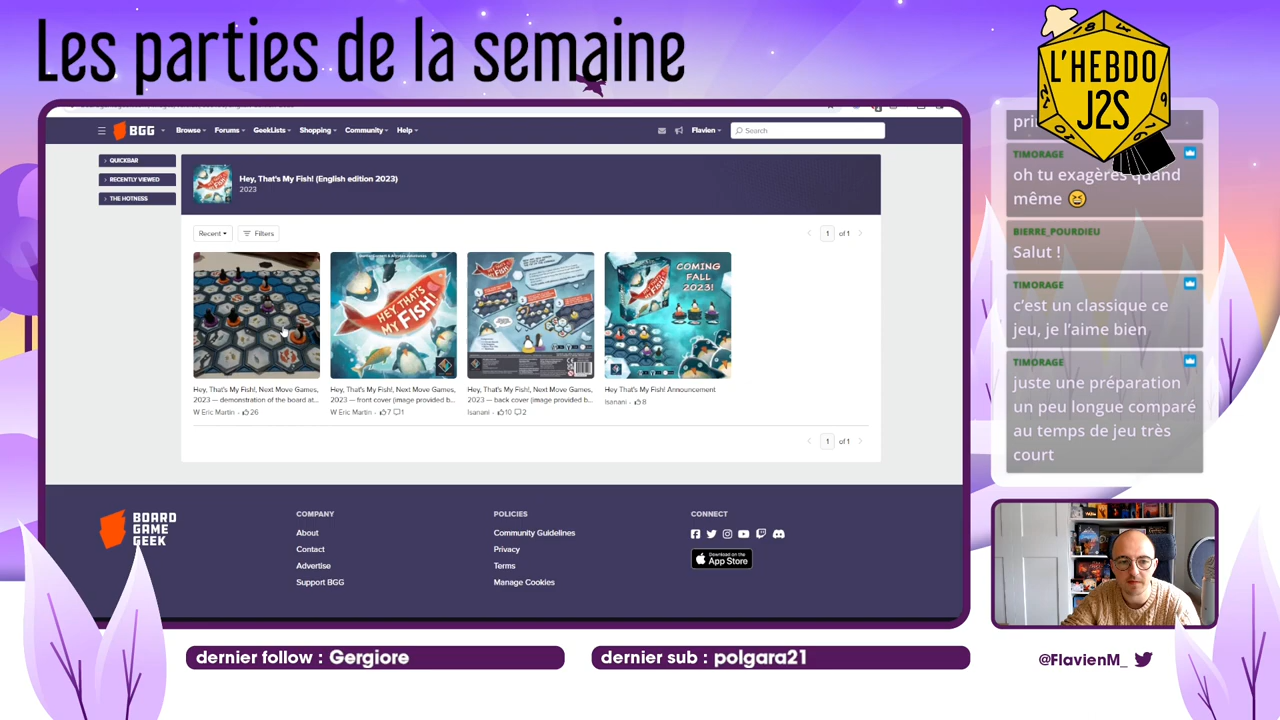 Les parties de la semaine
L'HEBDO
J2S
BGG
Browse
Forums
GeekLists
Shopping
Community
Help
Flavien
Search
QUICKBAR
RECENTLY VIEWED
THE HOTNESS
Hey, That's My Fish! (English edition 2023)
2023
Recent
Filters
1 of 1
HEY THAT'S MY FISH!
COMING
FALL
2023!
Hey, That's My Fish!, Next Move Games,
2023 — demonstration of the board at...
W Eric Martin 26
Hey, That's My Fish!, Next Move Games,
2023 — front cover (image provided b...
W Eric Martin 7 1
Hey, That's My Fish!, Next Move Games,
2023 — back cover (image provided b...
Isanani 10 2
Hey That's My Fish! Announcement
Isanani 8
1 of 1
BOARD
GAME
GEEK
COMPANY
About
Contact
Advertise
Support BGG
POLICIES
Community Guidelines
Privacy
Terms
Manage Cookies
CONNECT
Download on the
App Store
TIMORAGE
oh tu exagères quand
même 😆
BIERRE_POURDIEU
Salut !
TIMORAGE
c'est un classique ce
jeu, je l'aime bien
TIMORAGE
juste une préparation
un peu longue comparé
au temps de jeu très
court
dernier follow : Gergiore
dernier sub : polgara21
@FlavienM_